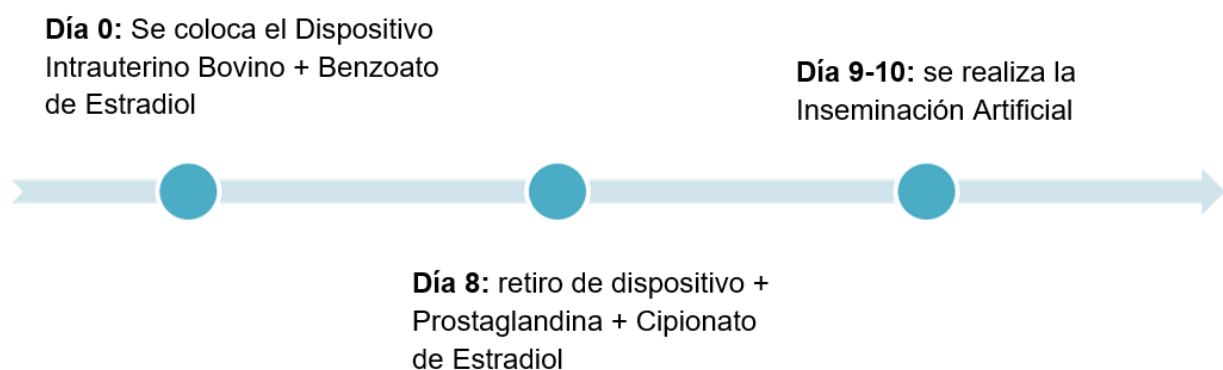 Día 0: Se coloca el Dispositivo
Intrauterino Bovino + Benzoato
de Estradiol
Día 8: retiro de dispositivo +
Prostaglandina + Cipionato
de Estradiol
Día 9-10: se realiza la
Inseminación Artificial